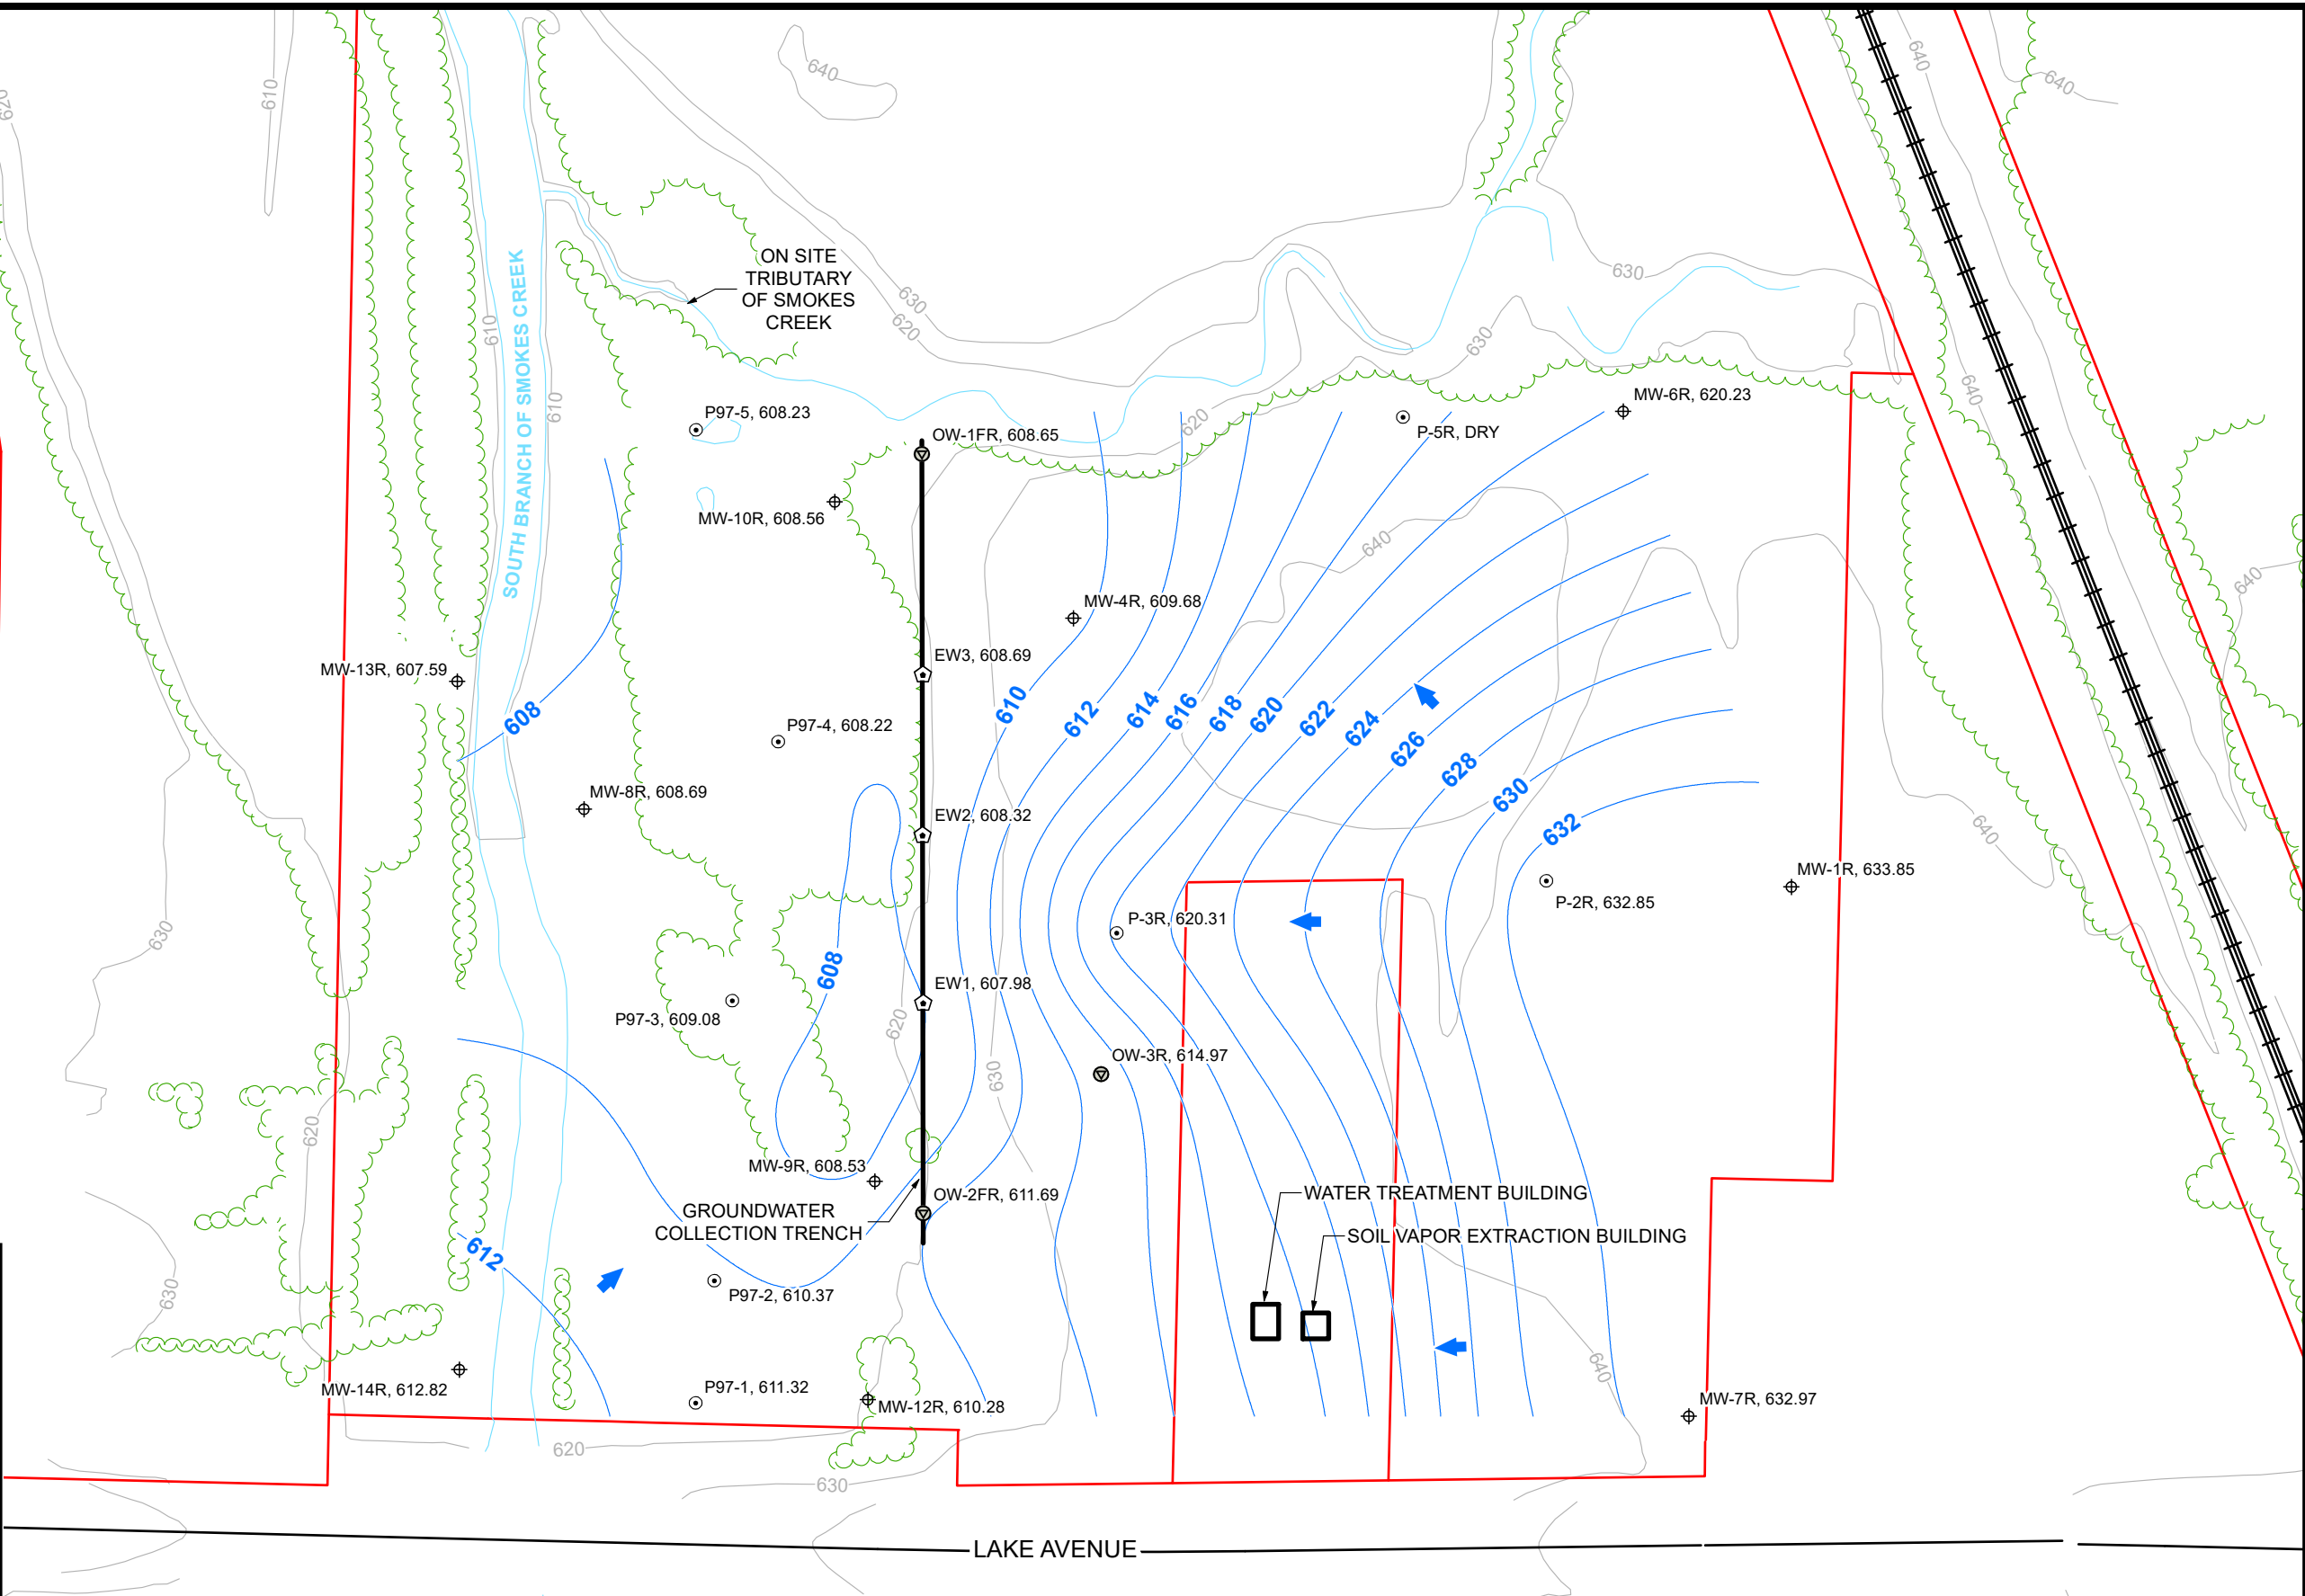 640
640
640
610
620
ON SITE
TRIBUTARY
OF SMOKES
CREEK
630
630
620
610
SOUTH BRANCH OF SMOKES CREEK
630
640
610
MW-6R, 620.23
P97-5, 608.23
620
P-5R, DRY
OW-1FR, 608.65
MW-10R, 608.56
640
640
MW-4R, 609.68
EW3, 608.69
MW-13R, 607.59
608
610
612
614
616
618
620
622
624
626
628
630
632
P97-4, 608.22
MW-8R, 608.69
EW2, 608.32
640
MW-1R, 633.85
P-2R, 632.85
P-3R, 620.31
630
608
EW1, 607.98
P97-3, 609.08
620
OW-3R, 614.97
630
620
MW-9R, 608.53
OW-2FR, 611.69
WATER TREATMENT BUILDING
GROUNDWATER
COLLECTION TRENCH
SOIL VAPOR EXTRACTION BUILDING
612
630
P97-2, 610.37
640
MW-14R, 612.82
P97-1, 611.32
MW-12R, 610.28
MW-7R, 632.97
620
630
LAKE AVENUE